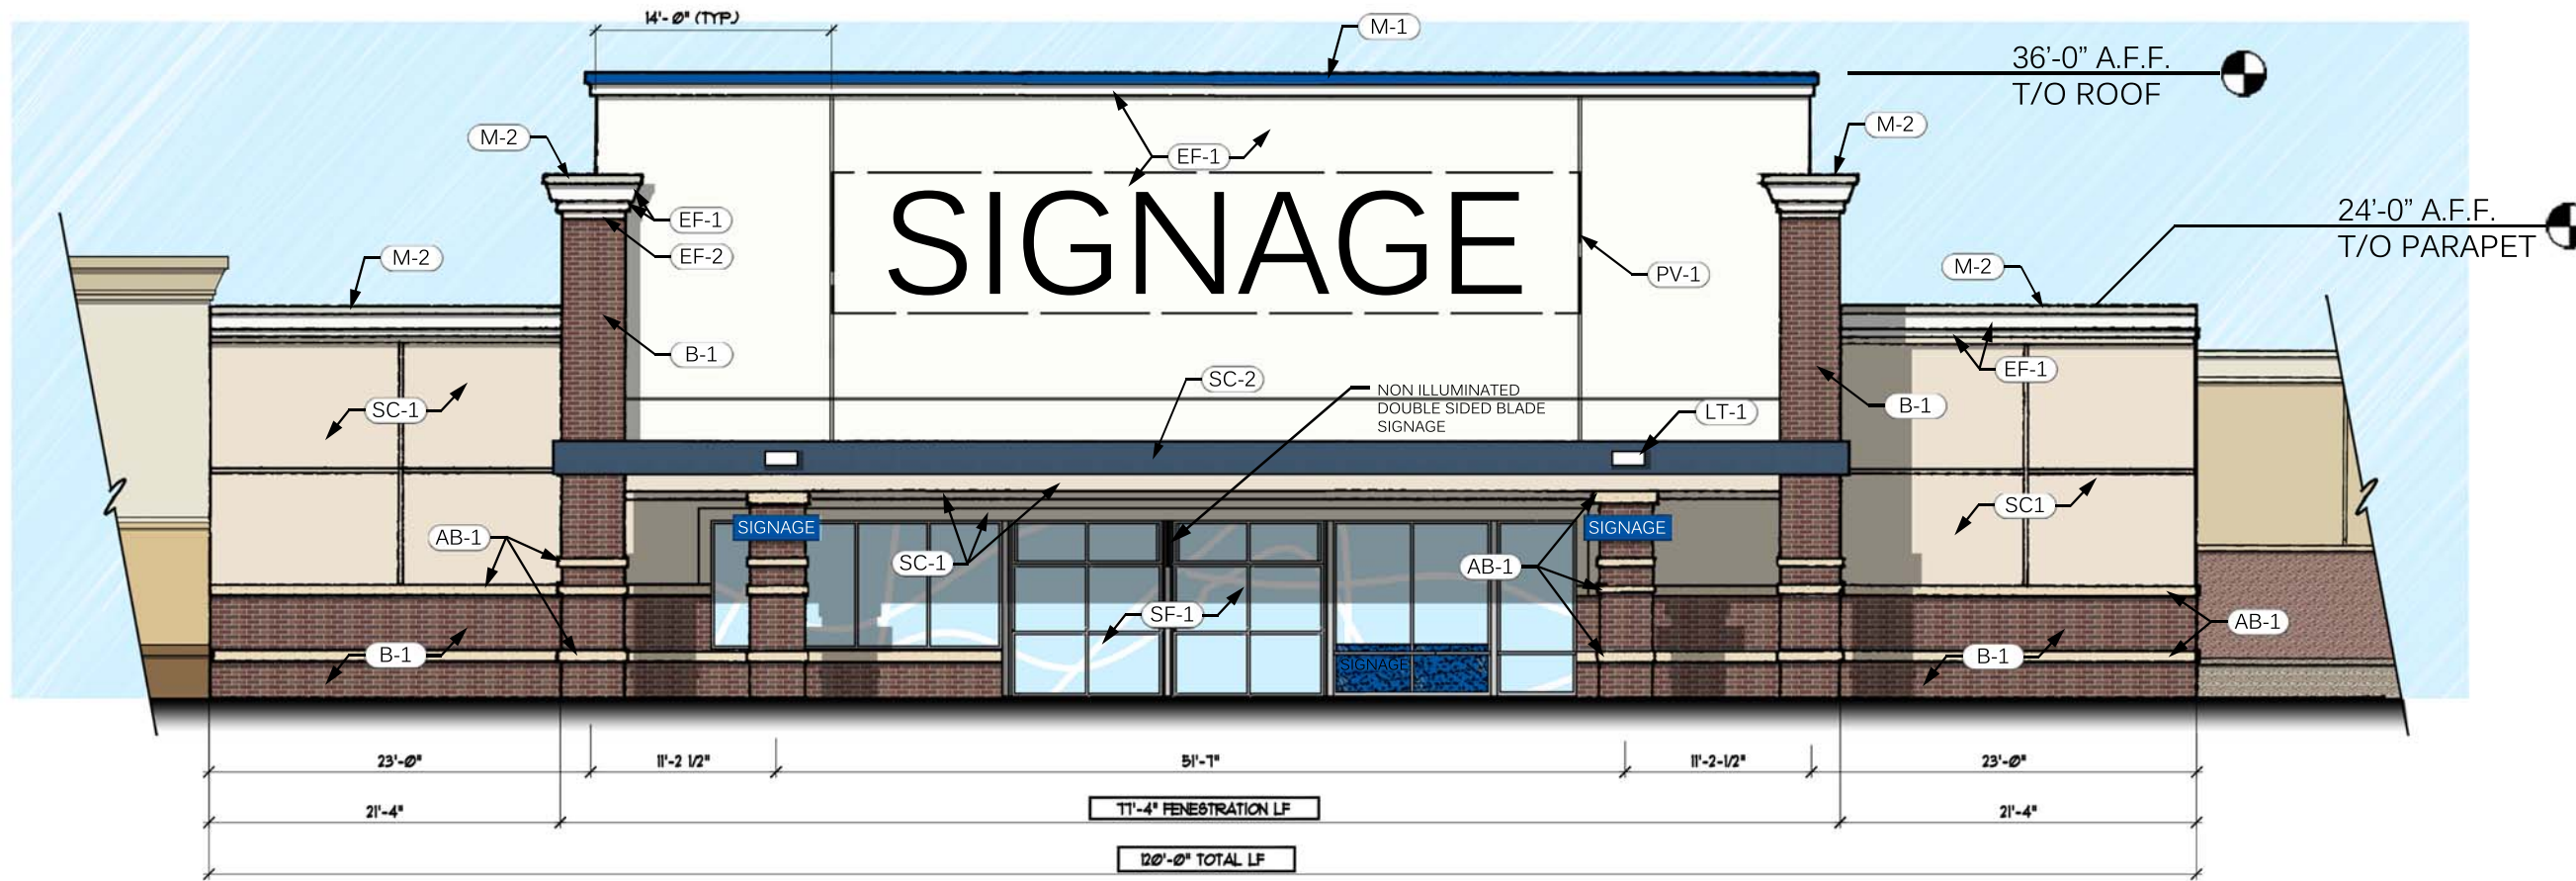 14'-0" (TYP.)
M-1
36'-0" A.F.F.
T/O ROOF
M-2
M-2
EF-1
EF-1
EF-2
24'-0" A.F.F.
T/O PARAPET
M-2
M-2
SIGNAGE
PV-1
B-1
SC-2
EF-1
SC-1
NON ILLUMINATED
DOUBLE SIDED BLADE
SIGNAGE
LT-1
B-1
SC1
SIGNAGE
SIGNAGE
AB-1
SC-1
AB-1
SF-1
AB-1
B-1
SIGNAGE
B-1
23'-0"
11'-2 1/2"
51'-7"
11'-2-1/2"
23'-0"
21'-4"
77'-4" FENESTRATION LF
21'-4"
120'-0" TOTAL LF